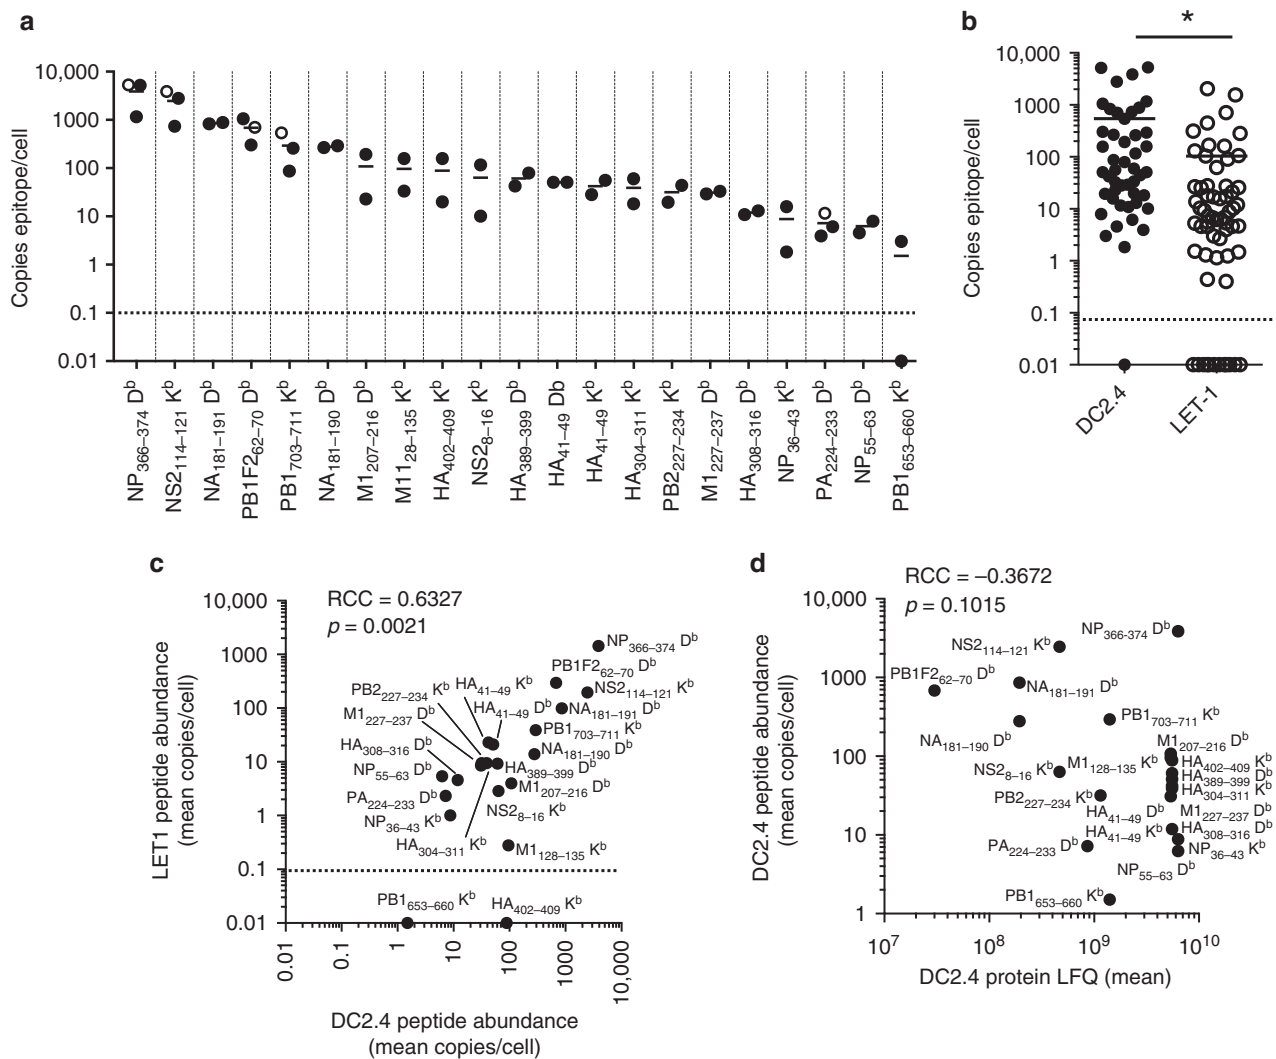 a
10,000
1000
100
10
1
0.1
0.01
Copies epitope/cell
NP366–374 Db
NS2114–121 Kb
NA181–191 Db
PB1F262–70 Db
PB1703–711 Kb
NA181–190 Db
M1207–216 Db
M1128–135 Kb
HA402–409 Kb
NS28–16 Kb
HA389–399 Db
HA41–49 Db
HA41–49 Kb
HA304–311 Kb
PB2227–234 Kb
M1227–237 Db
HA308–316 Db
NP36–43 Kb
PA224–233 Db
NP55–63 Db
PB1653–660 Kb
b
*
10,000
1000
100
10
1
0.1
0.01
Copies epitope/cell
DC2.4
LET-1
c
RCC = 0.6327
p = 0.0021
10,000
1000
100
10
1
0.1
0.01
LET1 peptide abundance
(mean copies/cell)
NP366–374 Db
PB1F262–70 Db
NS2114–121 Kb
NA181–191 Db
PB1703–711 Kb
NA181–190 Db
HA41–49 Kb
PB2227–234 Kb
HA41–49 Db
M1227–237 Db
HA308–316 Db
NP55–63 Db
HA389–399 Db
M1207–216 Db
PA224–233 Db
NS28–16 Kb
NP36–43 Kb
HA304–311 Kb
M1128–135 Kb
PB1653–660 Kb
HA402–409 Kb
0.01
0.1
1
10
100
1000
10,000
DC2.4 peptide abundance
(mean copies/cell)
d
RCC = –0.3672
p = 0.1015
10,000
1000
100
10
1
DC2.4 peptide abundance
(mean copies/cell)
NP366-374 Db
NS2114–121 Kb
PB1F262–70 Db
NA181–191 Db
PB1703–711 Kb
NA181–190 Db
M1207–216 Db
M1128–135 Kb
HA402–409 Kb
NS28–16 Kb
HA389–399 Db
HA304–311 Kb
PB2227–234 Kb
HA41–49 Db
M1227–237 Db
HA41–49 Kb
HA308–316 Db
PA224–233 Db
NP36–43 Kb
NP55–63 Db
PB1653–660 Kb
107
108
109
1010
DC2.4 protein LFQ (mean)